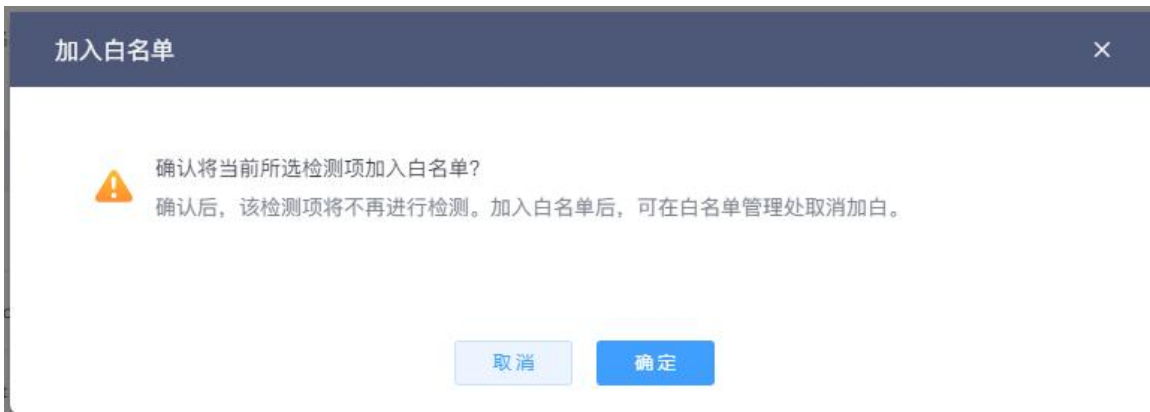 加入白名单
确认将当前所选检测项加入白名单?
确认后，该检测项将不再进行检测。加入白名单后，可在白名单管理处取消加白。
取消
确定